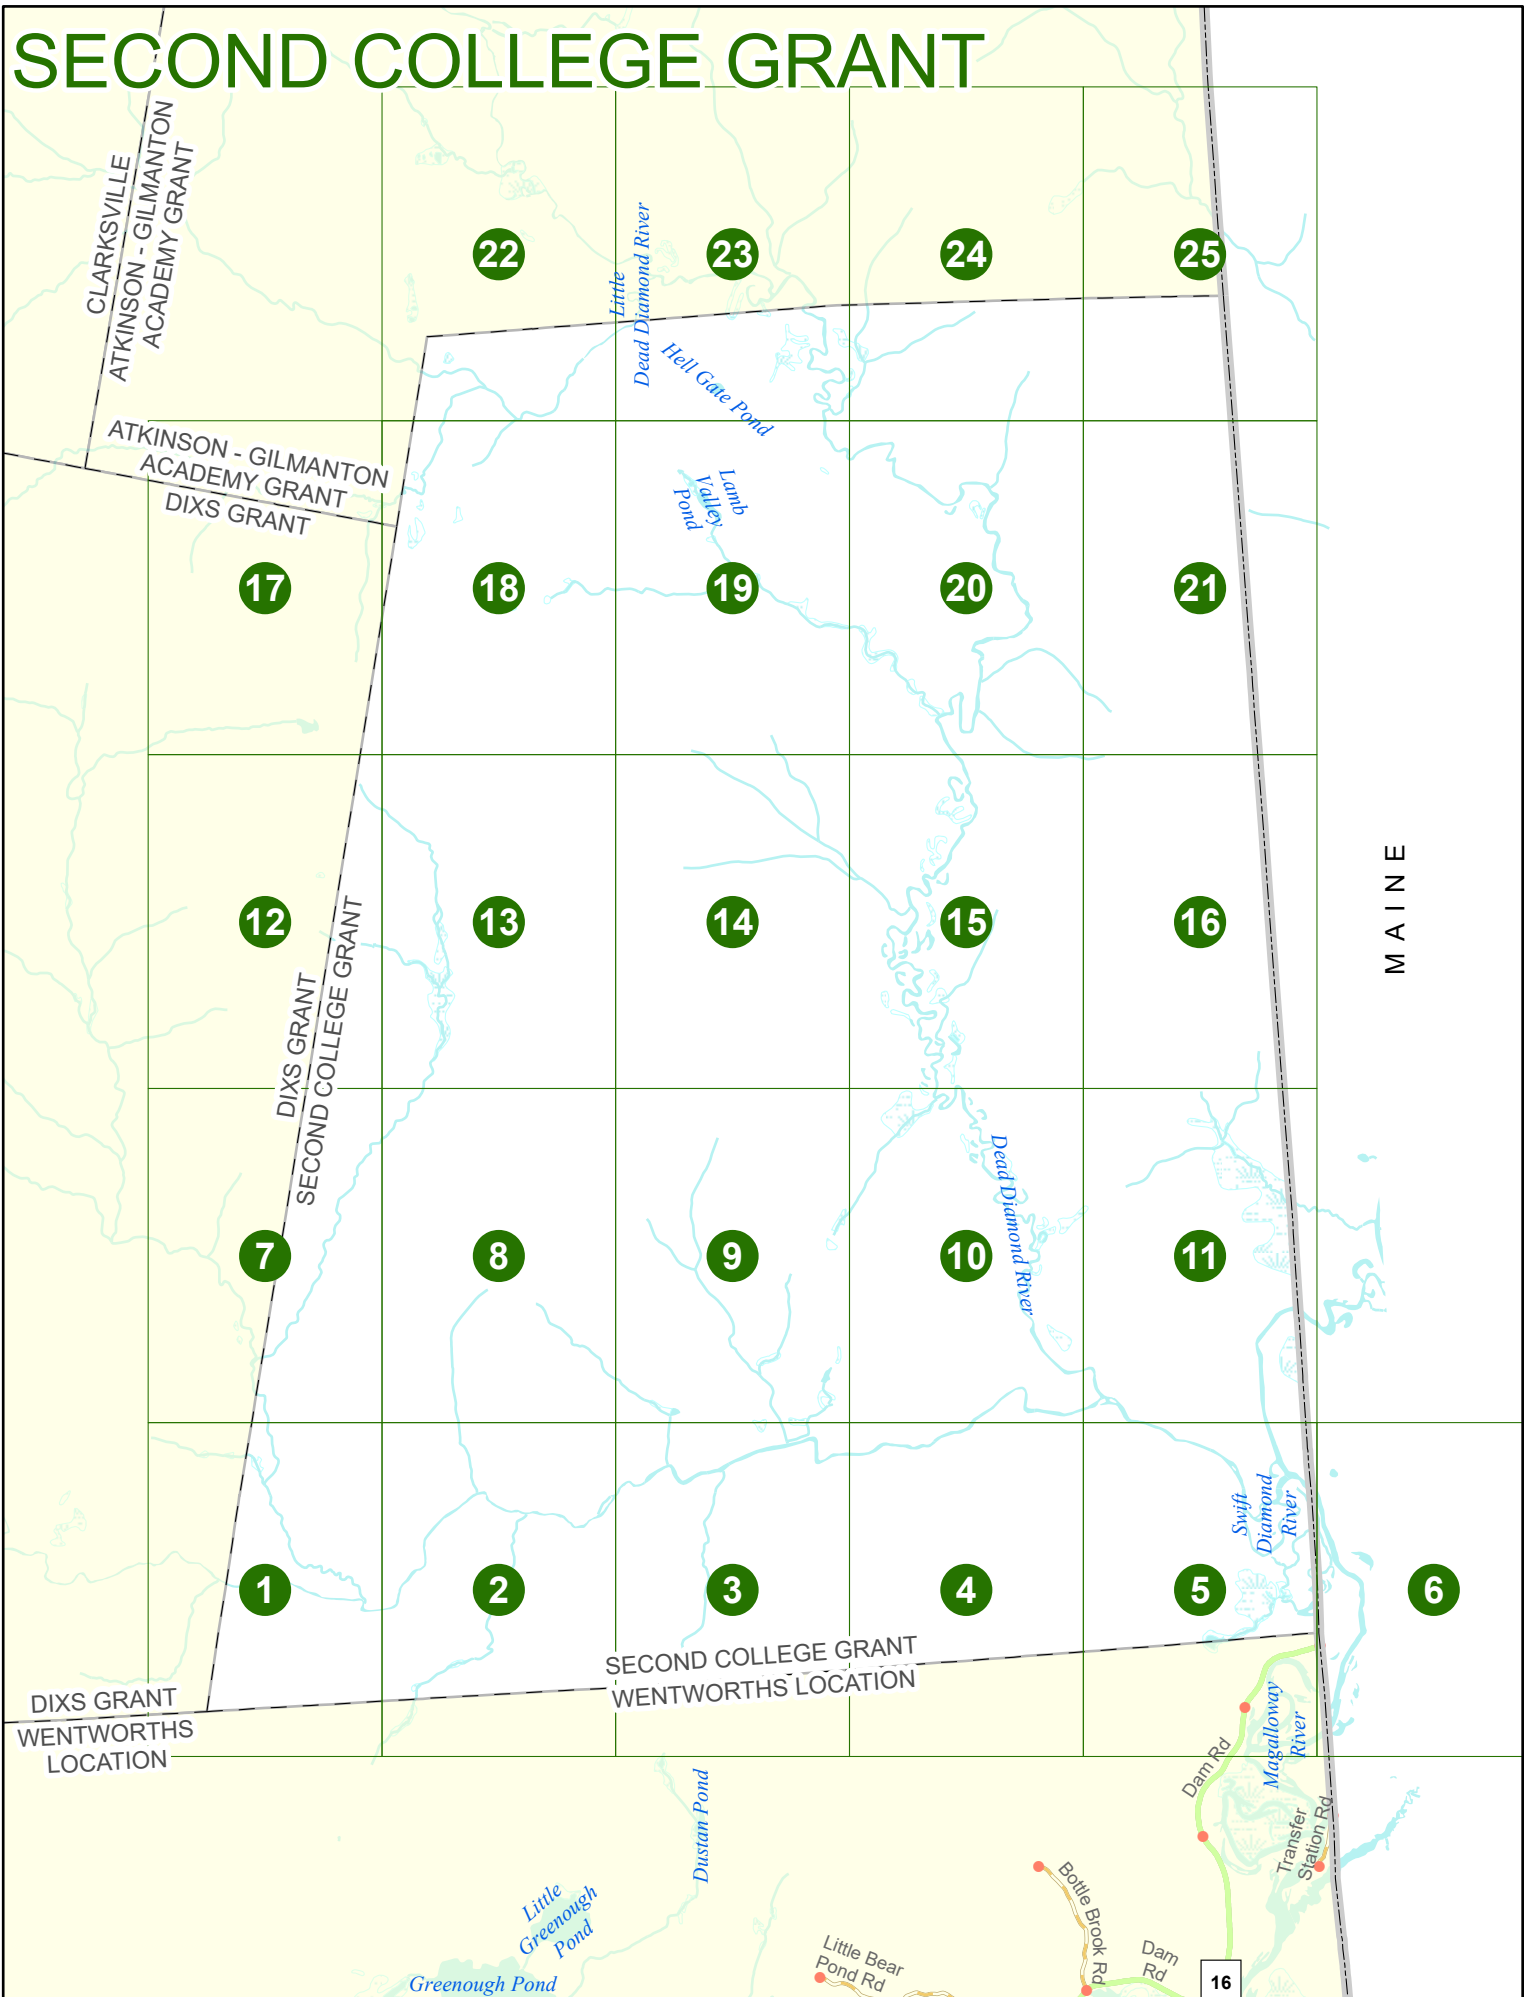 SECOND COLLEGE GRANT
CLARKSVILLE
ATKINSON - GILMANTON
ACADEMY GRANT
22
23
24
25
Little
Dead Diamond River
Hell Gate Pond
ATKINSON - GILMANTON
ACADEMY GRANT
DIXS GRANT
Lamb
Valley
Pond
17
18
19
20
21
MAINE
12
13
14
15
16
DIXS GRANT
SECOND COLLEGE GRANT
Dead Diamond River
7
8
9
10
11
Swift
Diamond
River
1
2
3
4
5
6
SECOND COLLEGE GRANT
WENTWORTHS LOCATION
DIXS GRANT
WENTWORTHS
LOCATION
Magalloway
River
Dam Rd
Dustan Pond
Transfer
Station Rd
Bottle Brook Rd
Little
Greenough
Pond
Little Bear
Pond Rd
Dam
Rd
Greenough Pond
16